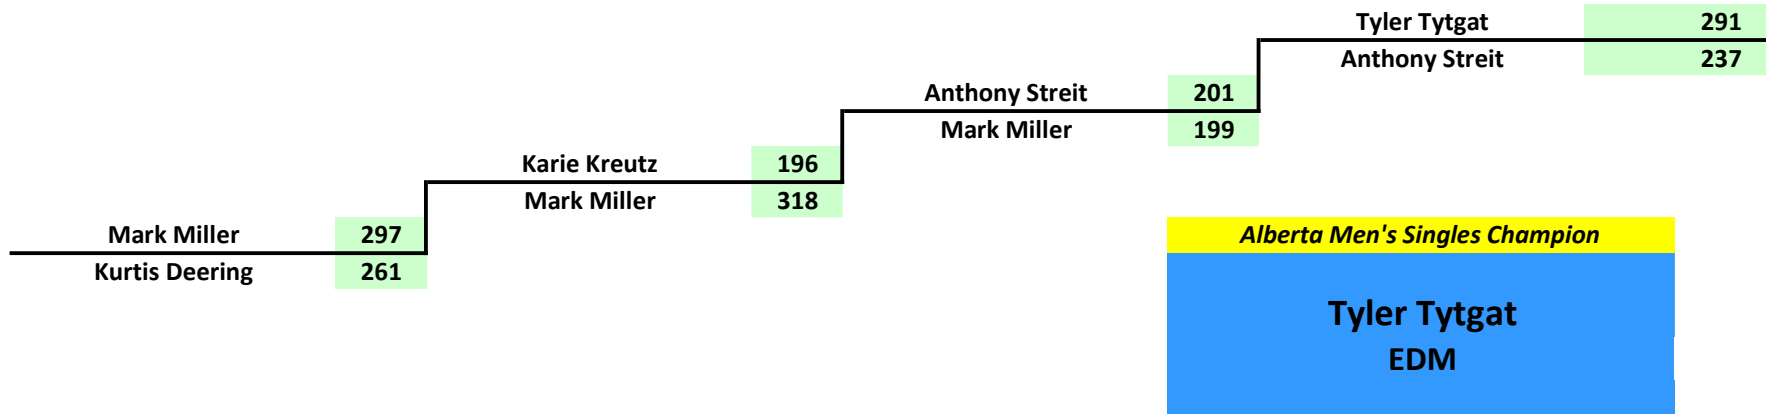 Tyler Tytgat 291
Anthony Streit 237
Anthony Streit 201
Mark Miller 199
Karie Kreutz 196
Mark Miller 318
Mark Miller 297
Kurtis Deering 261
Alberta Men's Singles Champion
Tyler Tytgat
EDM